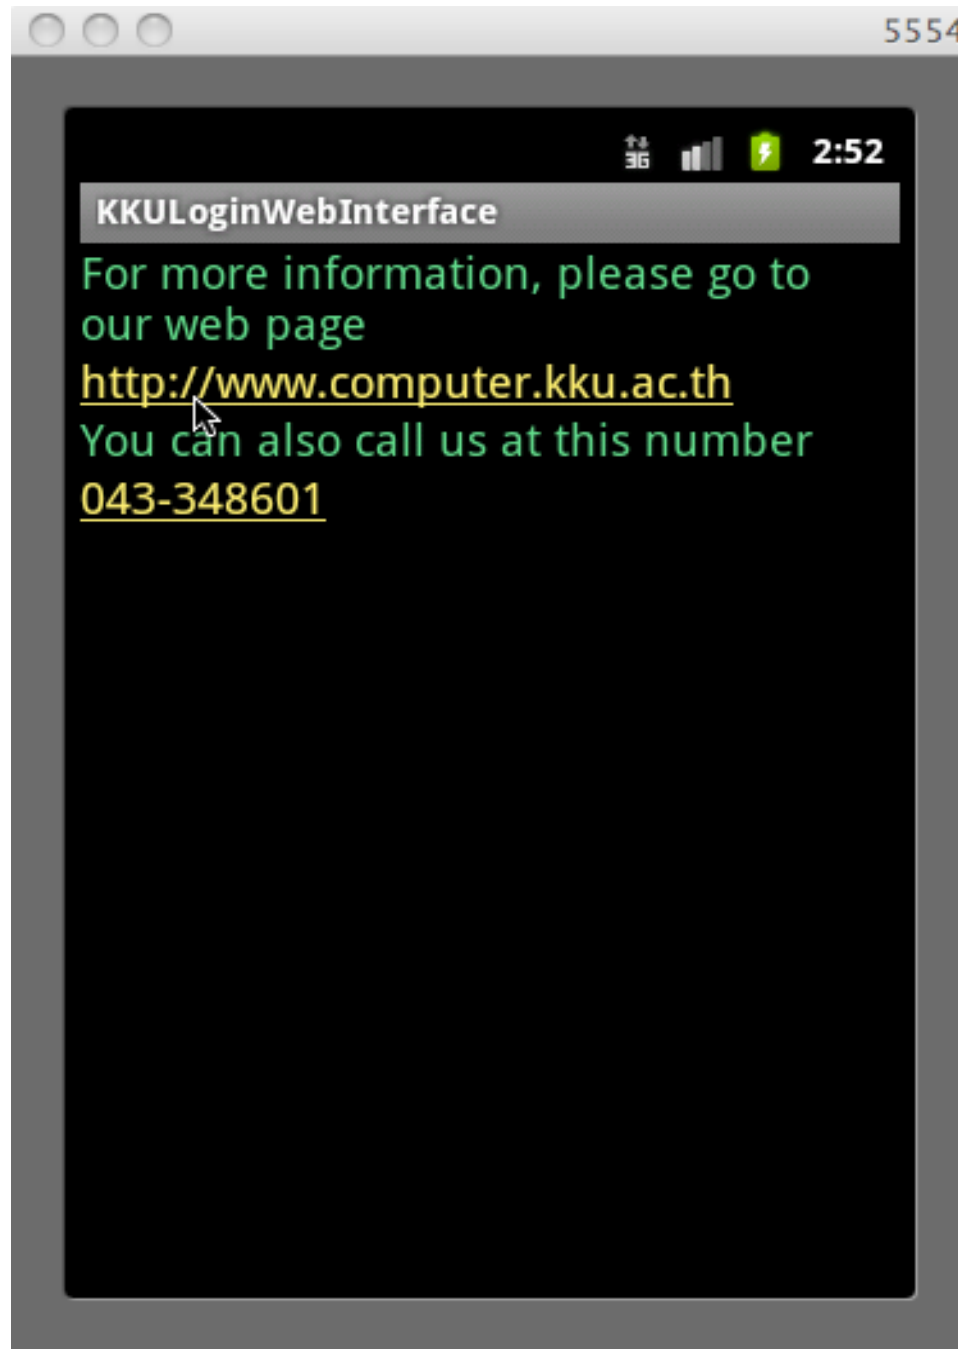 5554
3G 2:52
KKULoginWebInterface
For more information, please go to
our web page
http://www.computer.kku.ac.th
You can also call us at this number
043-348601